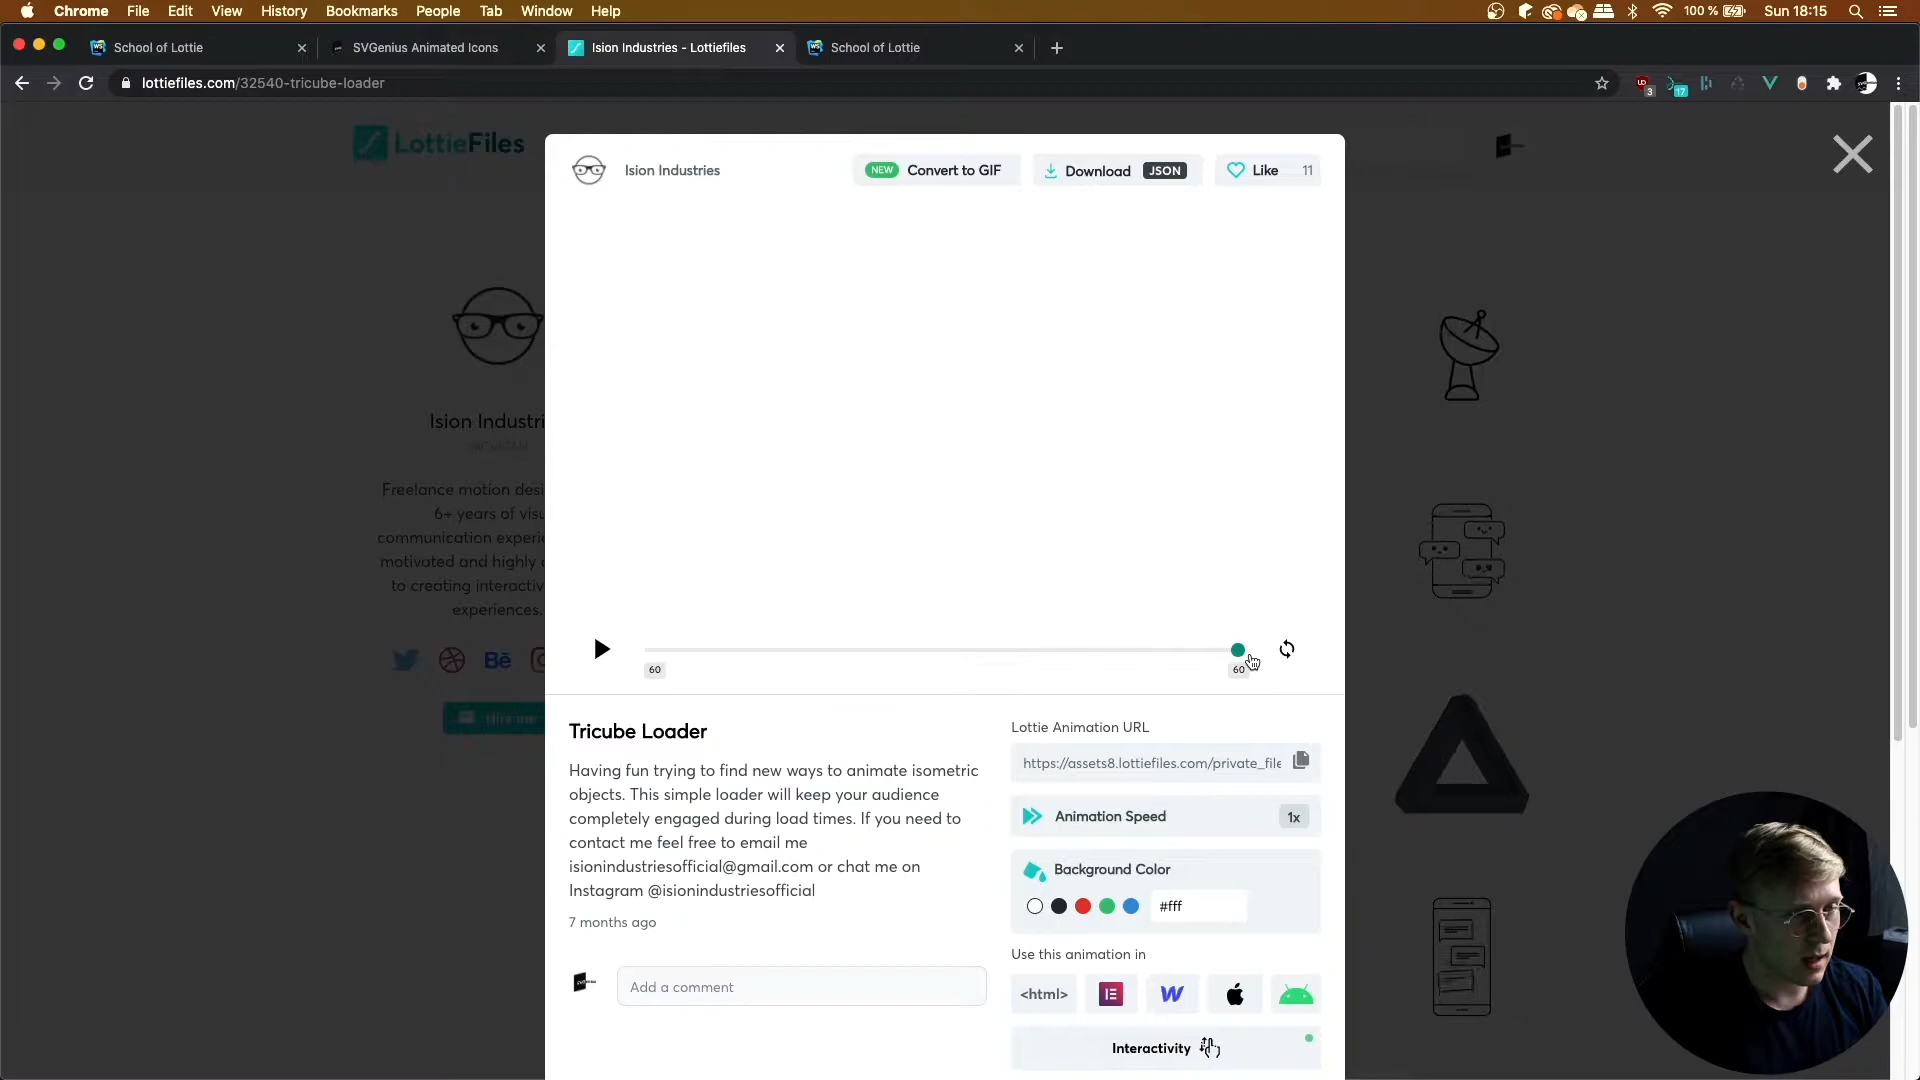 Chrome File Edit View History Bookmarks People Tab Window Help 100 % Sun 18:15
School of Lottie SVGenius Animated Icons Ision Industries - Lottiefiles School of Lottie
lottiefiles.com/32540-tricube-loader 3 17
LottieFiles
Ision Industries NEW Convert to GIF Download JSON Like 11
Ision Industri
Freelance motion desi
6+ years of visu
communication experie
motivated and highly
to creating interactiv
experiences.
Bē
Hire me
60 60
Tricube Loader
Having fun trying to find new ways to animate isometric
objects. This simple loader will keep your audience
completely engaged during load times. If you need to
contact me feel free to email me
isionindustriesofficial@gmail.com or chat me on
Instagram @isionindustriesofficial
7 months ago
Add a comment
Lottie Animation URL
https://assets8.lottiefiles.com/private_file
Animation Speed 1x
Background Color
#fff
Use this animation in
<html>
Interactivity